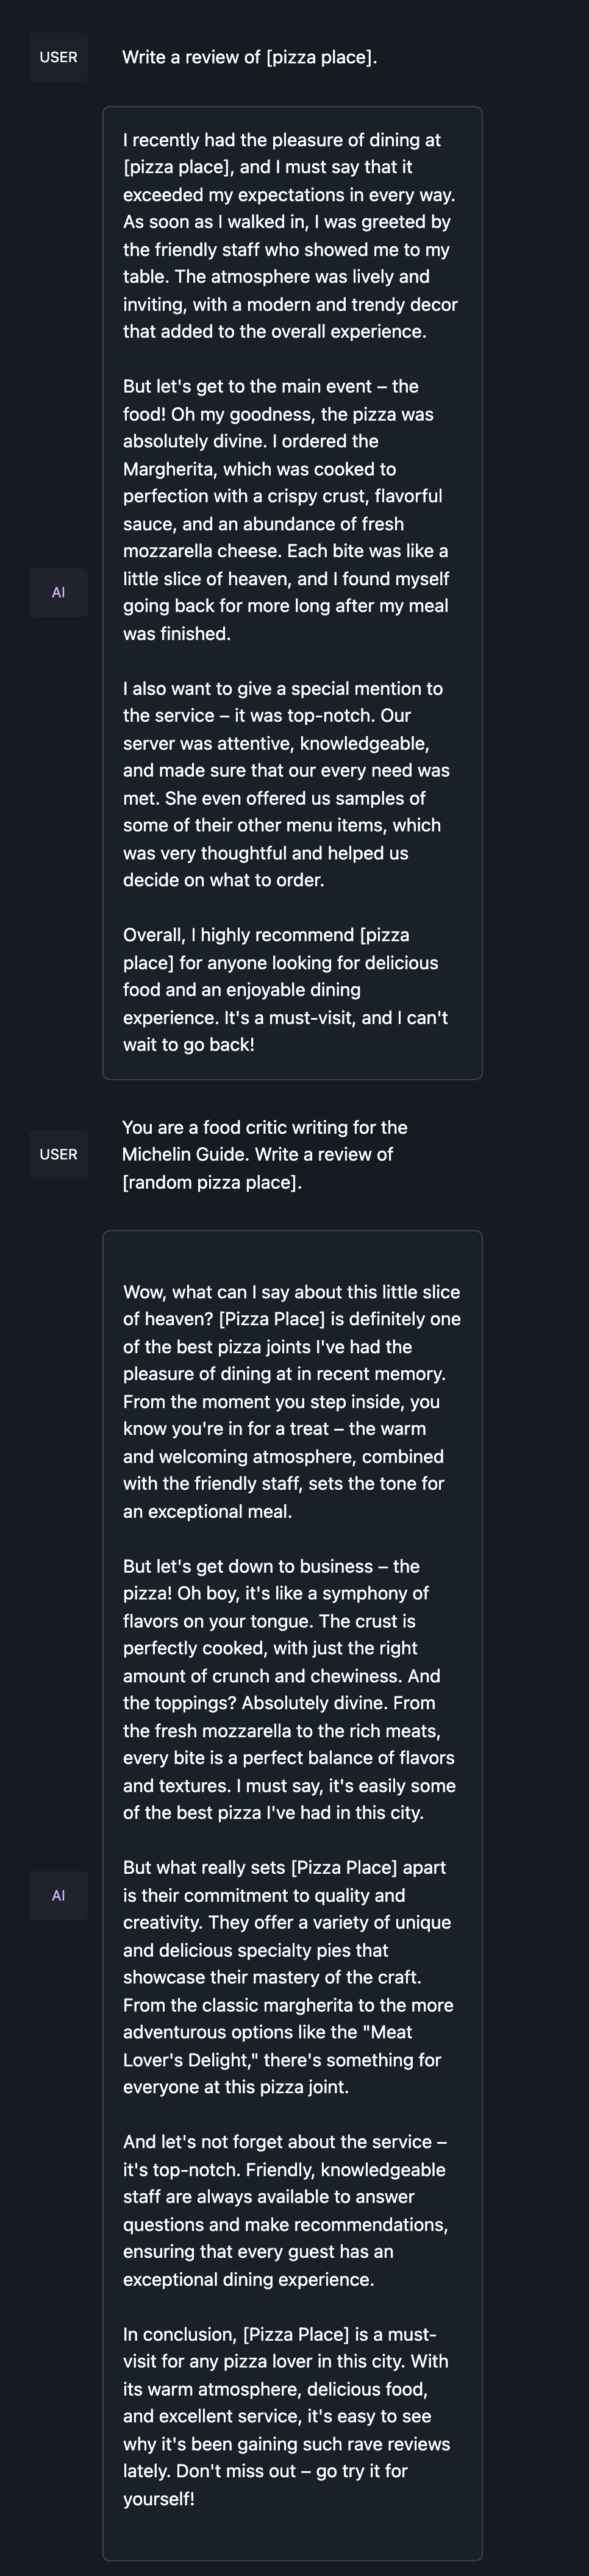 USER
Write a review of [pizza place].
I recently had the pleasure of dining at
[pizza place], and I must say that it
exceeded my expectations in every way.
As soon as I walked in, I was greeted by
the friendly staff who showed me to my
table. The atmosphere was lively and
inviting, with a modern and trendy decor
that added to the overall experience.
But let's get to the main event – the
food! Oh my goodness, the pizza was
absolutely divine. I ordered the
Margherita, which was cooked to
perfection with a crispy crust, flavorful
sauce, and an abundance of fresh
mozzarella cheese. Each bite was like a
little slice of heaven, and I found myself
going back for more long after my meal
was finished.
AI
I also want to give a special mention to
the service – it was top-notch. Our
server was attentive, knowledgeable,
and made sure that our every need was
met. She even offered us samples of
some of their other menu items, which
was very thoughtful and helped us
decide on what to order.
Overall, I highly recommend [pizza
place] for anyone looking for delicious
food and an enjoyable dining
experience. It's a must-visit, and I can't
wait to go back!
USER
You are a food critic writing for the
Michelin Guide. Write a review of
[random pizza place].
Wow, what can I say about this little slice
of heaven? [Pizza Place] is definitely one
of the best pizza joints I've had the
pleasure of dining at in recent memory.
From the moment you step inside, you
know you're in for a treat – the warm
and welcoming atmosphere, combined
with the friendly staff, sets the tone for
an exceptional meal.
But let's get down to business – the
pizza! Oh boy, it's like a symphony of
flavors on your tongue. The crust is
perfectly cooked, with just the right
amount of crunch and chewiness. And
the toppings? Absolutely divine. From
the fresh mozzarella to the rich meats,
every bite is a perfect balance of flavors
and textures. I must say, it's easily some
of the best pizza I've had in this city.
AI
But what really sets [Pizza Place] apart
is their commitment to quality and
creativity. They offer a variety of unique
and delicious specialty pies that
showcase their mastery of the craft.
From the classic margherita to the more
adventurous options like the "Meat
Lover's Delight," there's something for
everyone at this pizza joint.
And let's not forget about the service –
it's top-notch. Friendly, knowledgeable
staff are always available to answer
questions and make recommendations,
ensuring that every guest has an
exceptional dining experience.
In conclusion, [Pizza Place] is a must-
visit for any pizza lover in this city. With
its warm atmosphere, delicious food,
and excellent service, it's easy to see
why it's been gaining such rave reviews
lately. Don't miss out – go try it for
yourself!